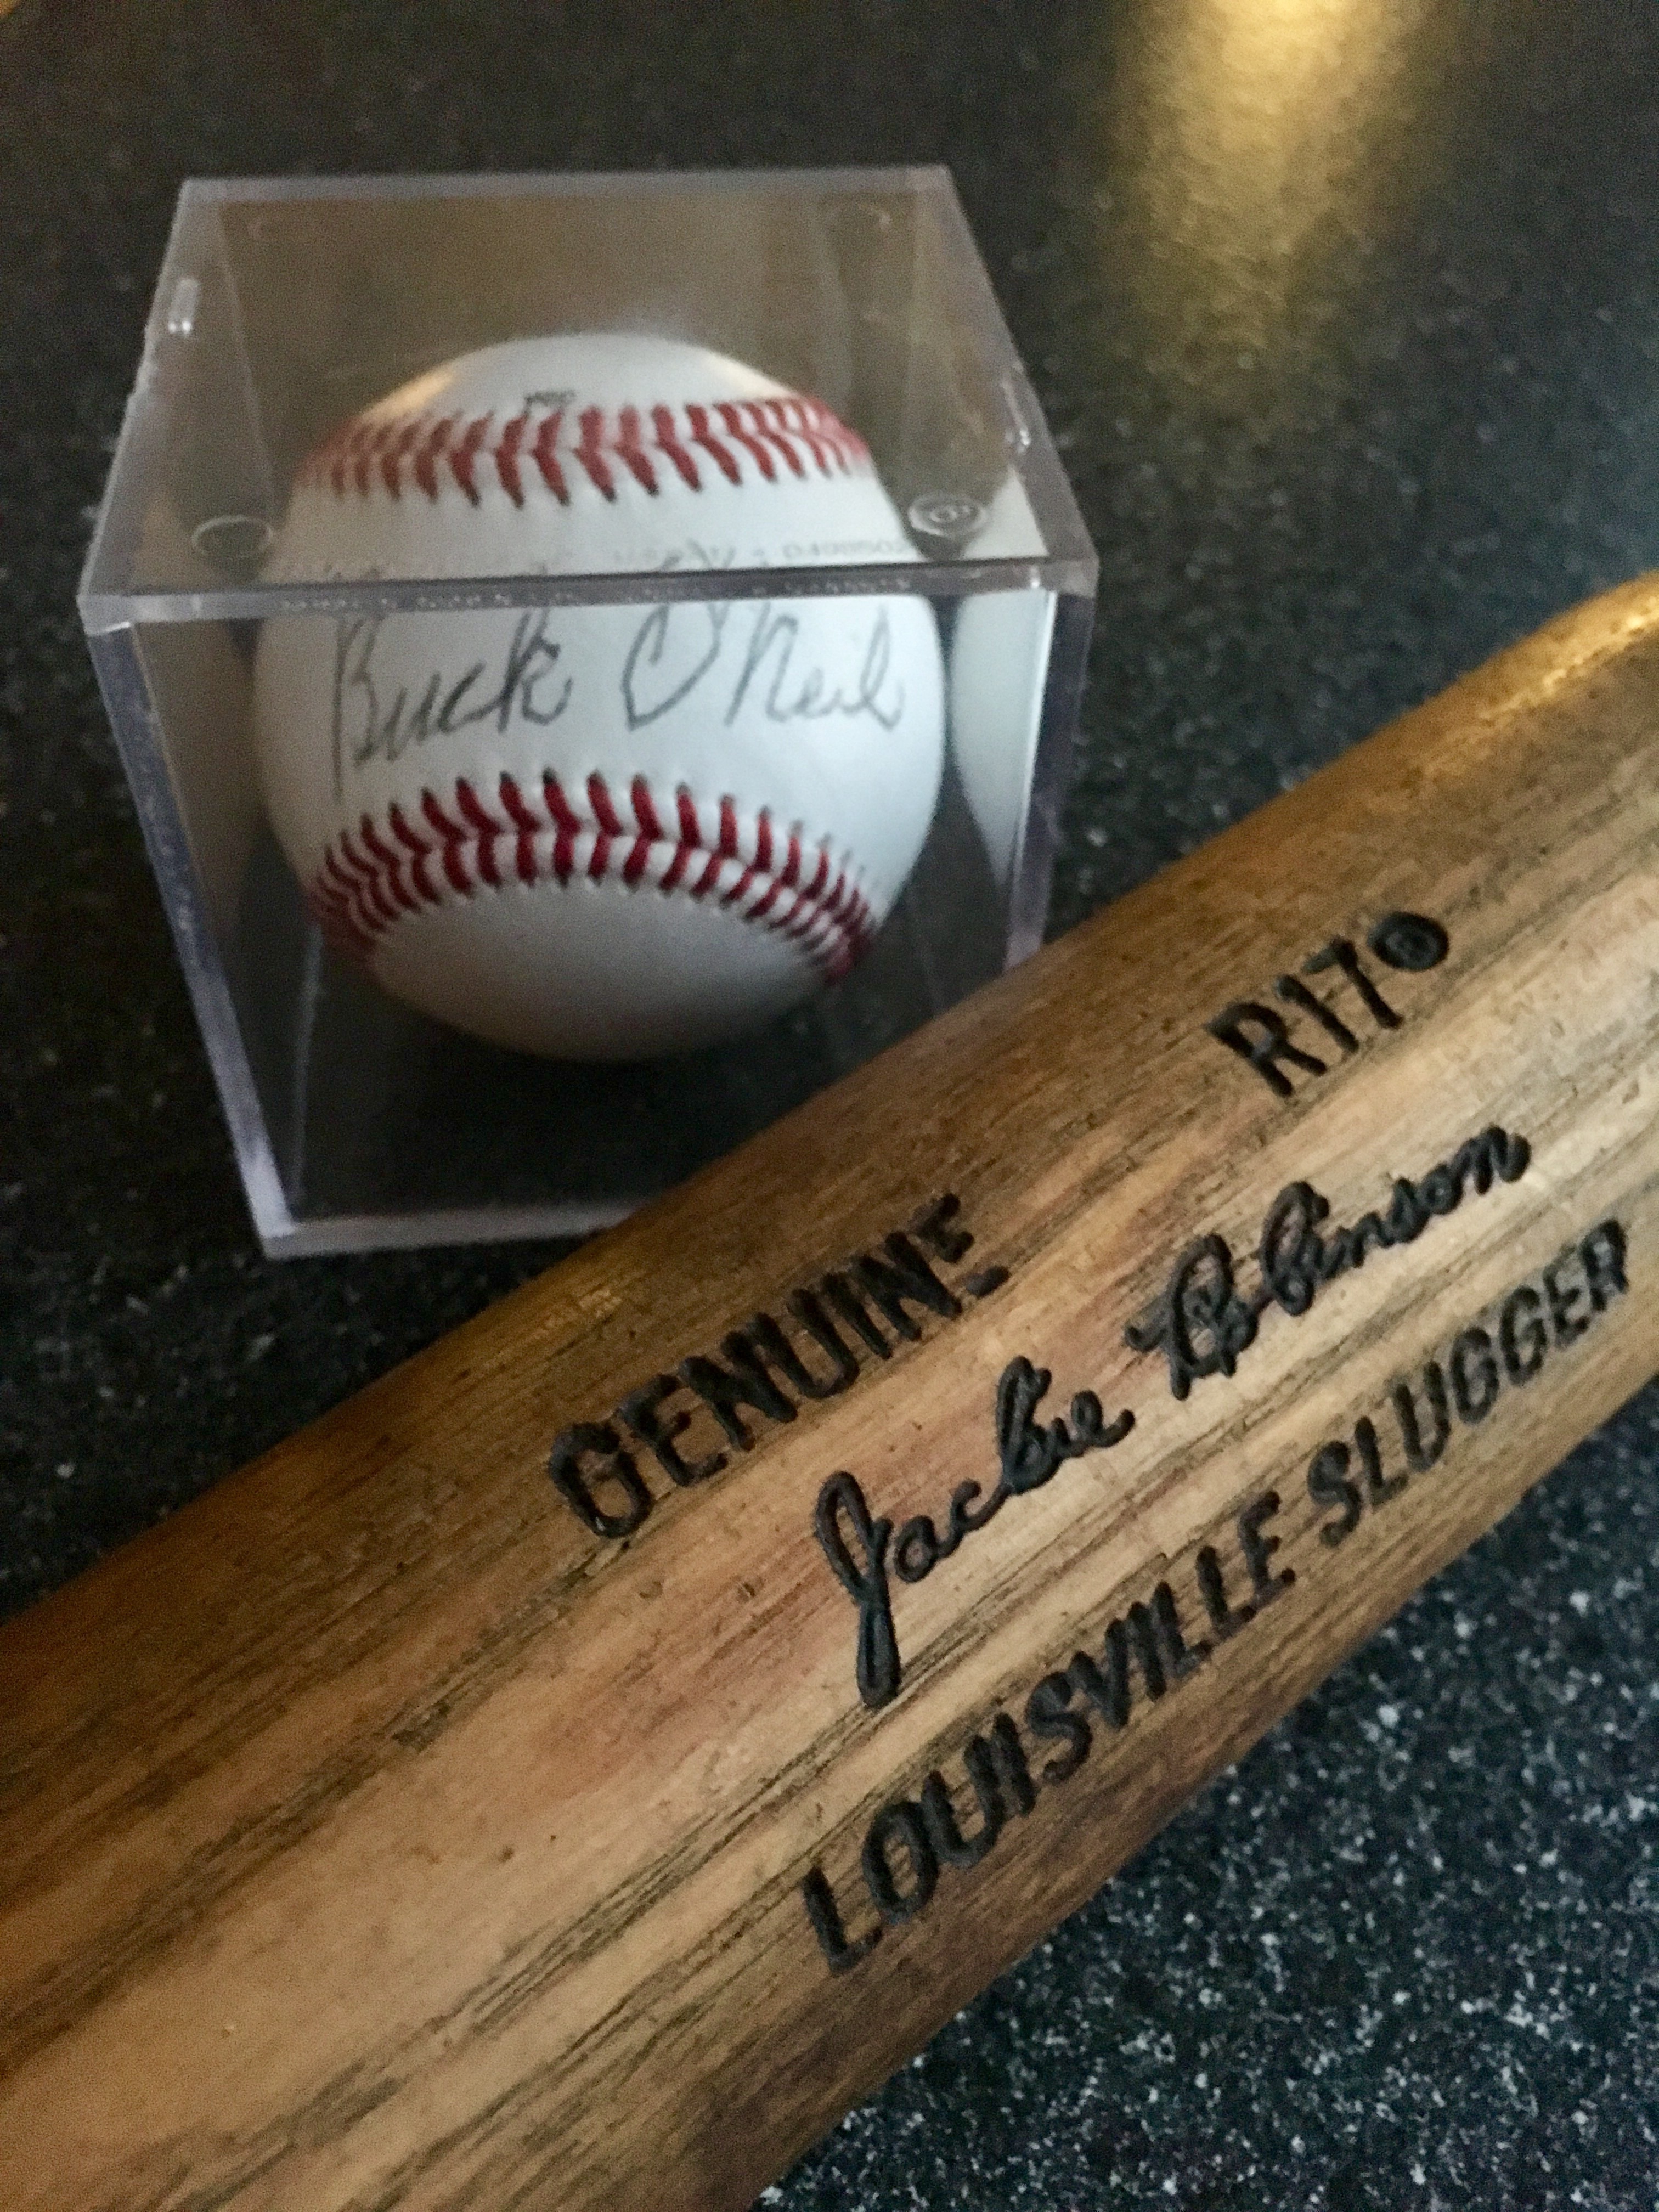 Buck O'Neil
R17®
GENUINE
Jackie Robinson
LOUISVILLE SLUGGER